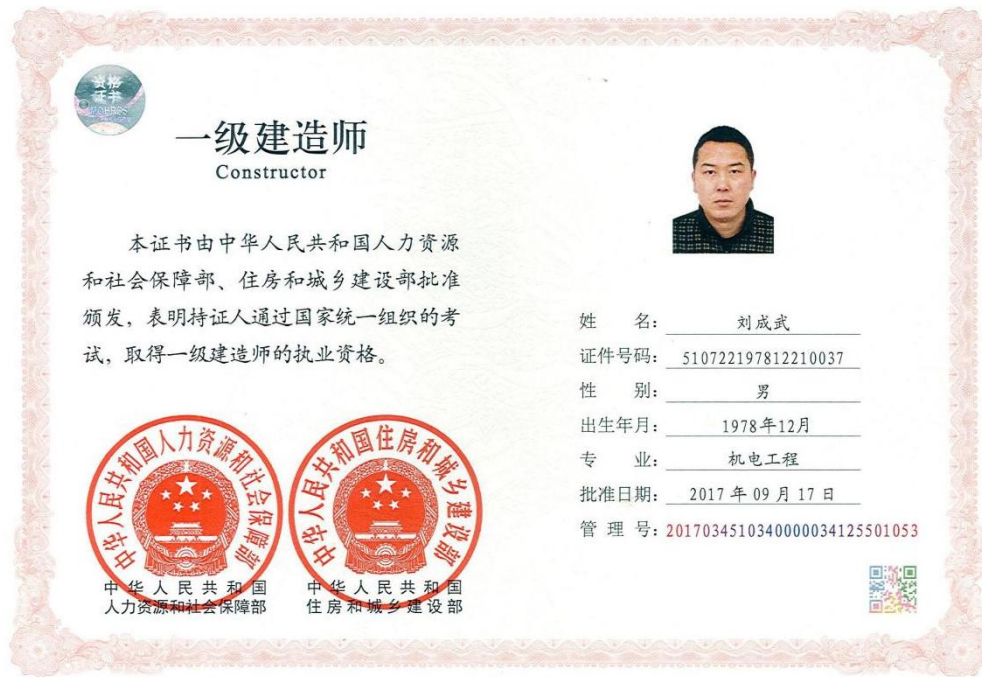 资格
证书
MOHRSS
一级建造师
Constructor
本证书由中华人民共和国人力资源
和社会保障部、住房和城乡建设部批准
颁发，表明持证人通过国家统一组织的考
试，取得一级建造师的执业资格。
中华人民共和国人力资源和社会保障部
中华人民共和国
人力资源和社会保障部
中华人民共和国住房和城乡建设部
中华人民共和国
住房和城乡建设部
姓 名： 刘成武
证件号码： 510722197812210037
性 别： 男
出生年月： 1978年12月
专 业： 机电工程
批准日期： 2017 年 09 月 17 日
管 理 号： 2017034510340000034125501053